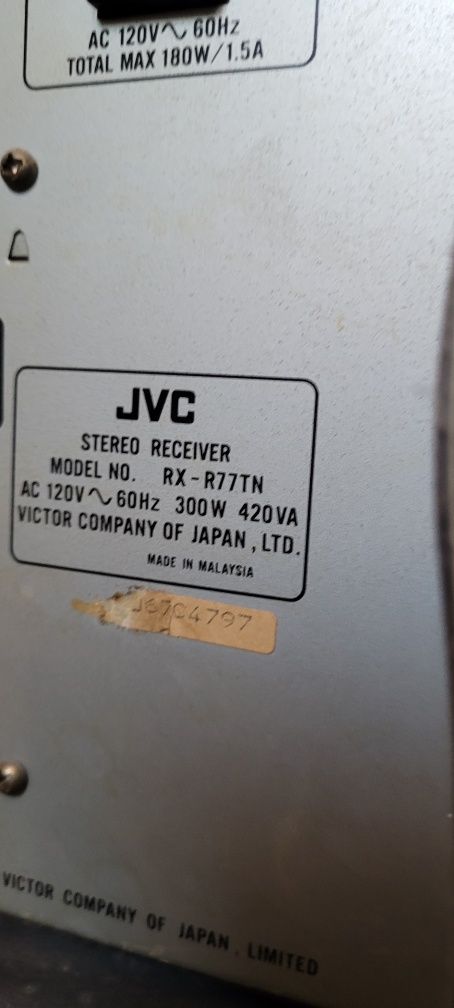 AC 120V∿ 60Hz
TOTAL MAX 180W/1.5A
JVC
STEREO RECEIVER
MODEL NO. RX-R77TN
AC 120V∿60Hz 300W 420VA
VICTOR COMPANY OF JAPAN, LTD.
MADE IN MALAYSIA
J67C4797
VICTOR COMPANY OF JAPAN, LIMITED